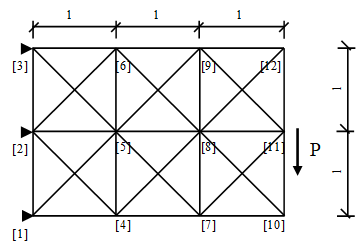 1 1 1
[3] [6] [9] [12]
1
[2] [5] [8] [11] P
1
[1] [4] [7] [10]